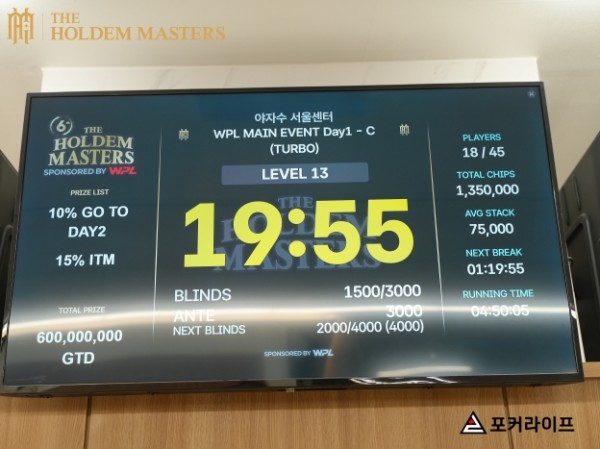 THE
HOLDEM MASTERS
6th
THE
HOLDEM
MASTERS
SPONSORED BY WPL
PRIZE LIST
10% GO TO
DAY2
15% ITM
TOTAL PRIZE
600,000,000
GTD
야자수 서울센터
WPL MAIN EVENT Day1 - C
(TURBO)
LEVEL 13
THE
HOLDEM
MASTERS
19:55
BLINDS 1500/3000
ANTE 3000
NEXT BLINDS 2000/4000 (4000)
SPONSORED BY WPL
PLAYERS
18 / 45
TOTAL CHIPS
1,350,000
AVG STACK
75,000
NEXT BREAK
01:19:55
RUNNING TIME
04:50:05
포커라이프